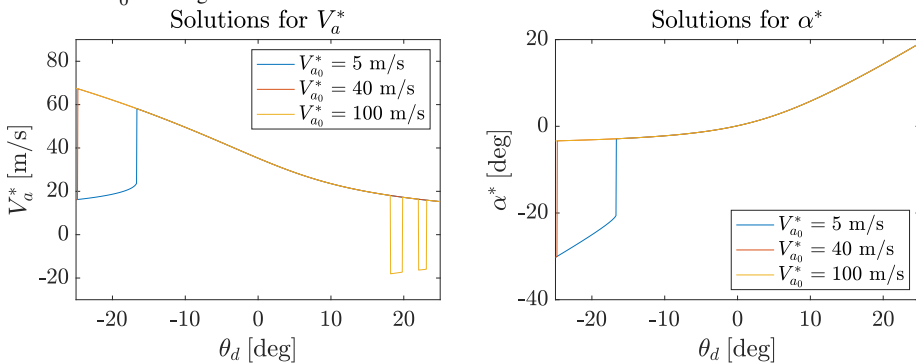 Solutions for V_a^*
80
60
40
20
0
-20
V_a^* [m/s]
-20
-10
0
10
20
θ_d [deg]
V_{a_0}^* = 5 m/s
V_{a_0}^* = 40 m/s
V_{a_0}^* = 100 m/s
Solutions for α^*
20
0
-20
-40
α^* [deg]
-20
-10
0
10
20
θ_d [deg]
V_{a_0}^* = 5 m/s
V_{a_0}^* = 40 m/s
V_{a_0}^* = 100 m/s